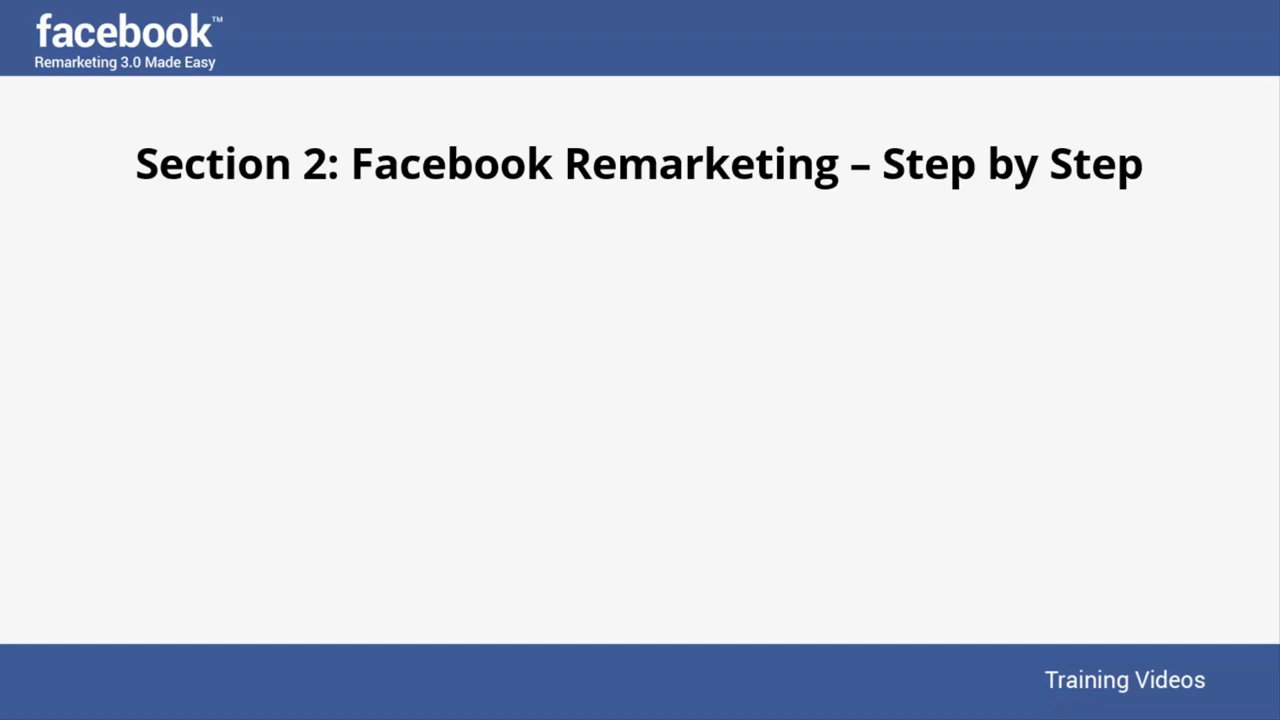 facebook™
Remarketing 3.0 Made Easy
Section 2: Facebook Remarketing – Step by Step
Training Videos